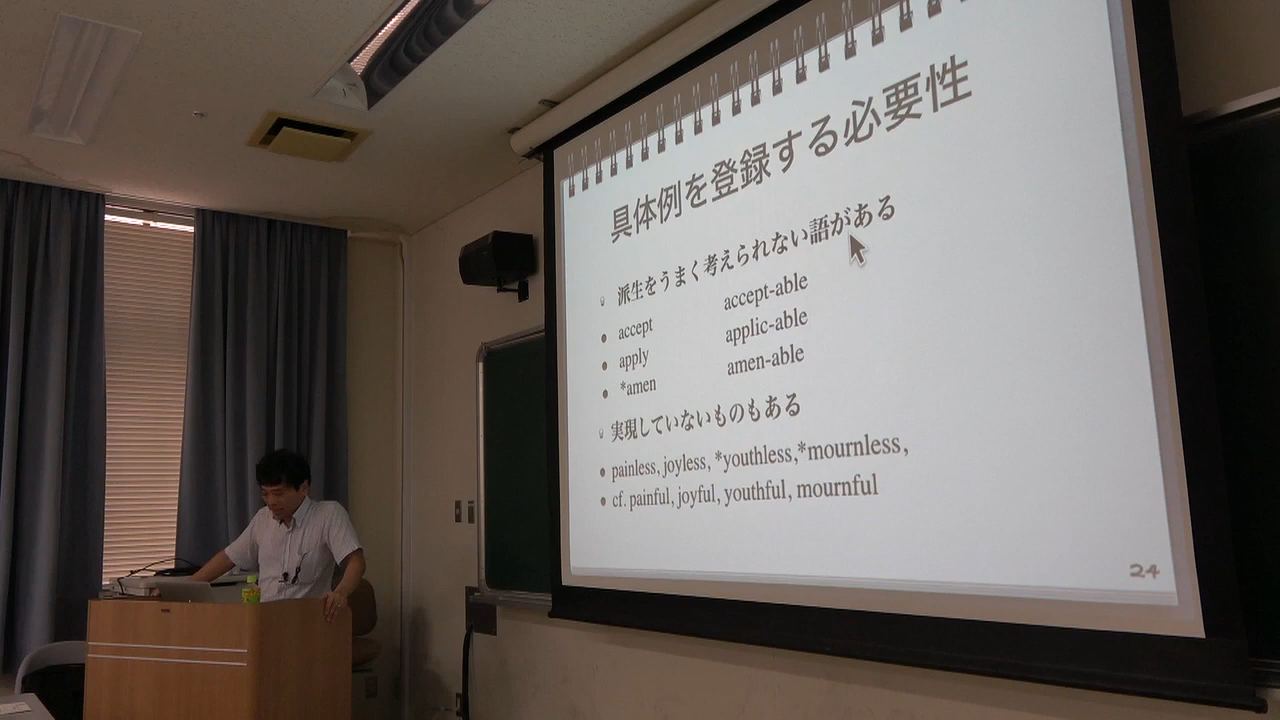 具体例を登録する必要性
派生をうまく考えられない語がある
accept accept-able
apply applic-able
*amen amen-able
実現していないものもある
painless, joyless, *youthless,*mournless,
cf. painful, joyful, youthful, mournful
24